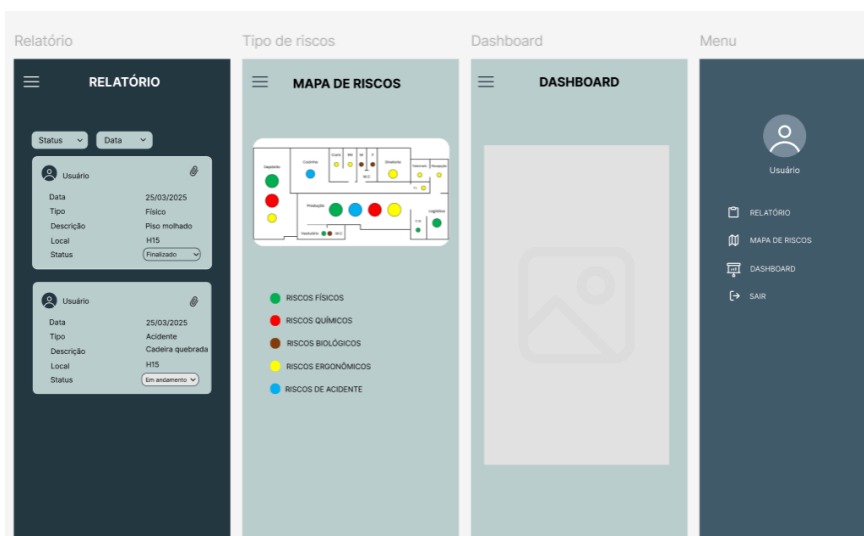 Relatório
RELATÓRIO
Status
Data
Usuário
Data 25/03/2025
Tipo Físico
Descrição Piso molhado
Local H15
Status Finalizado
Usuário
Data 25/03/2025
Tipo Acidente
Descrição Cadeira quebrada
Local H15
Status Em andamento
Tipo de riscos
MAPA DE RISCOS
Cozinha
Diretoria
Produção
Logística
W.C
RISCOS FÍSICOS
RISCOS QUÍMICOS
RISCOS BIOLÓGICOS
RISCOS ERGONÔMICOS
RISCOS DE ACIDENTE
Dashboard
DASHBOARD
Menu
Usuário
RELATÓRIO
MAPA DE RISCOS
DASHBOARD
SAIR